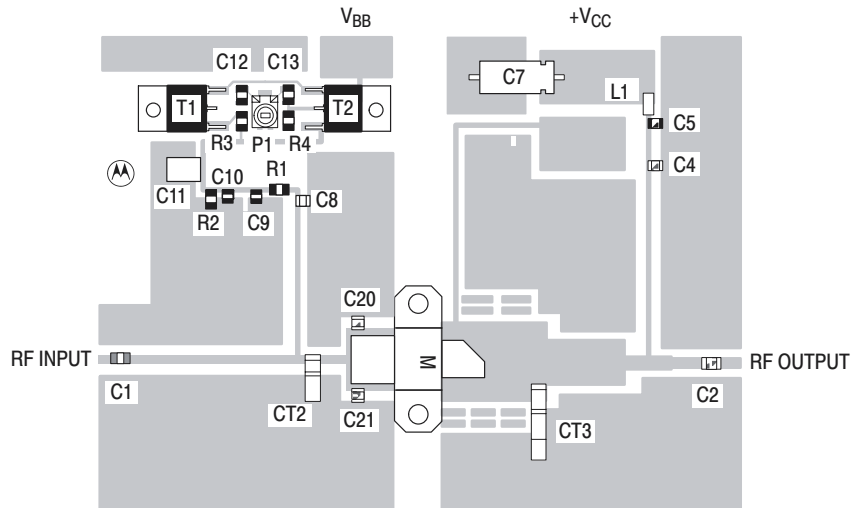 VBB +VCC
C12 C13
C7
T1 T2
L1
C5
R3 P1 R4
C4
R1
C11 C10
R2 C9 C8
C20
RF INPUT M RF OUTPUT
C1 C2
CT2 C21
CT3